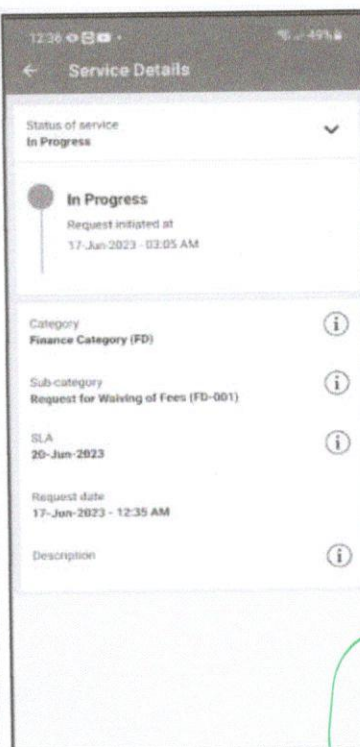 12:36
49%
Service Details
Status of service
In Progress
In Progress
Request initiated at
17-Jun-2023 - 03:05 AM
Category
Finance Category (FD)
Sub-category
Request for Waiving of Fees (FD-001)
SLA
20-Jun-2023
Request date
17-Jun-2023 - 12:35 AM
Description